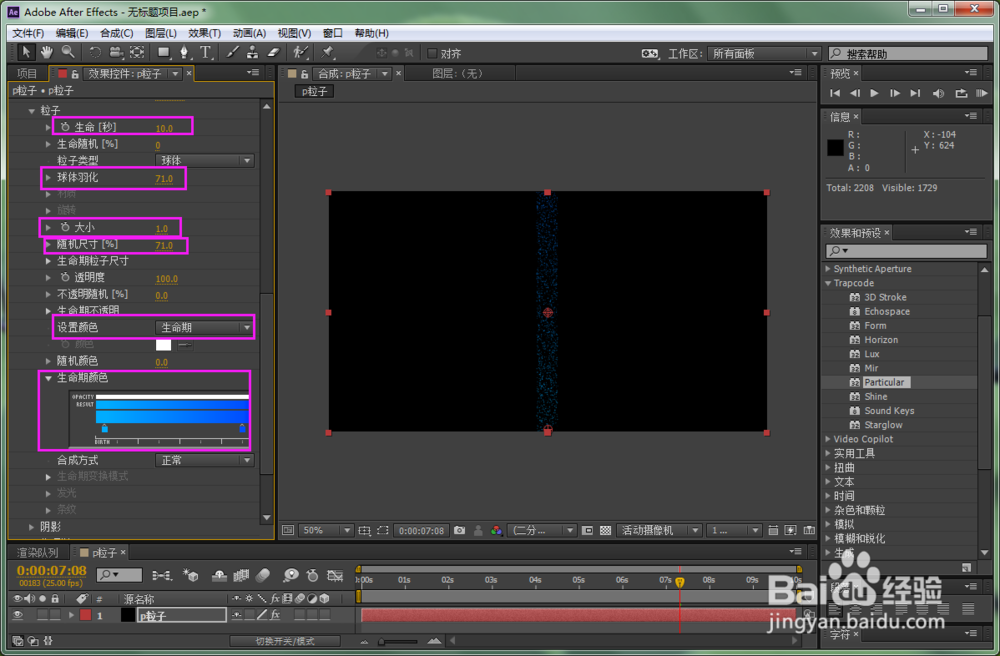 Adobe After Effects - 无标题项目.aep *
文件(F) 编辑(E) 合成(C) 图层(L) 效果(T) 动画(A) 视图(V) 窗口 帮助(H)
对齐 工作区: 所有面板 搜索帮助
项目 效果控件: p粒子
p粒子 • p粒子
粒子
生命 [秒] 10.0
生命随机 [%] 0
粒子类型 球体
球体羽化 71.0
旋转
大小 1.0
随机尺寸 [%] 71.0
生命期粒子尺寸
透明度 100.0
不透明随机 [%] 0.0
生命期不透明
设置颜色 生命期
颜色
随机颜色 0.0
生命期颜色
OPACITY
RESULT
BIRTH
合成方式 正常
生命期变换模式
发光
条纹
阴影
合成: p粒子 图层: (无)
p粒子
50% 0:00:07:08 (二分... 活动摄像机 1 ...
预览
信息
R:
G:
B:
A: 0
X: -104
Y: 624
Total: 2208 Visible: 1729
效果和预设
Synthetic Aperture
Trapcode
3D Stroke
Echospace
Form
Horizon
Lux
Mir
Particular
Shine
Sound Keys
Starglow
Video Copilot
实用工具
扭曲
文本
时间
杂色和颗粒
模拟
模糊和锐化
生成
段落
字符
渲染队列 p粒子
0:00:07:08
00183 (25.00 fps)
# 源名称
1 p粒子
:00s 01s 02s 03s 04s 05s 06s 07s 08s 09s 10s
切换开关/模式
Baidu 经验
jingyan.baidu.com